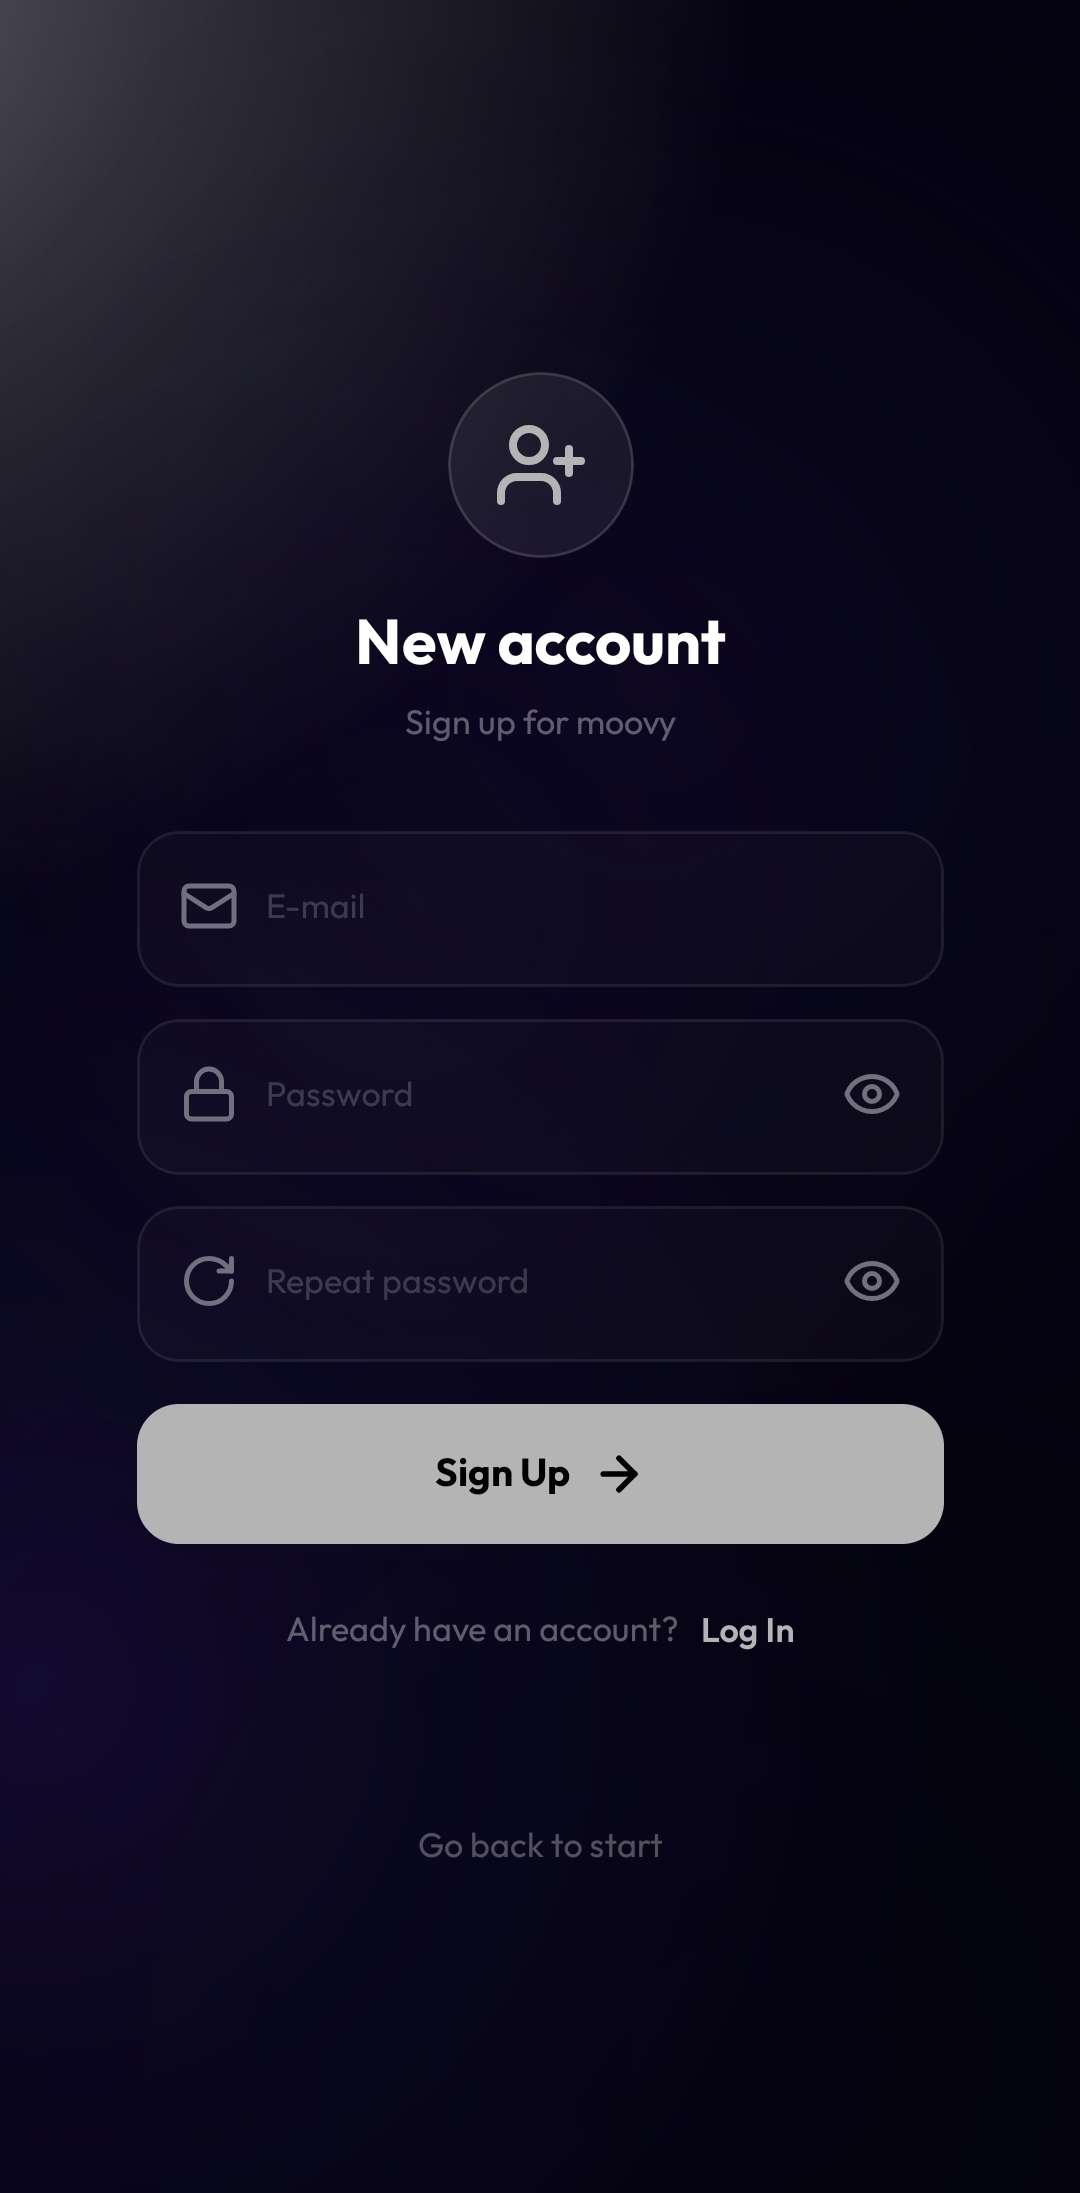 New account
Sign up for moovy
E-mail
Password
Repeat password
Sign Up
Already have an account? Log In
Go back to start